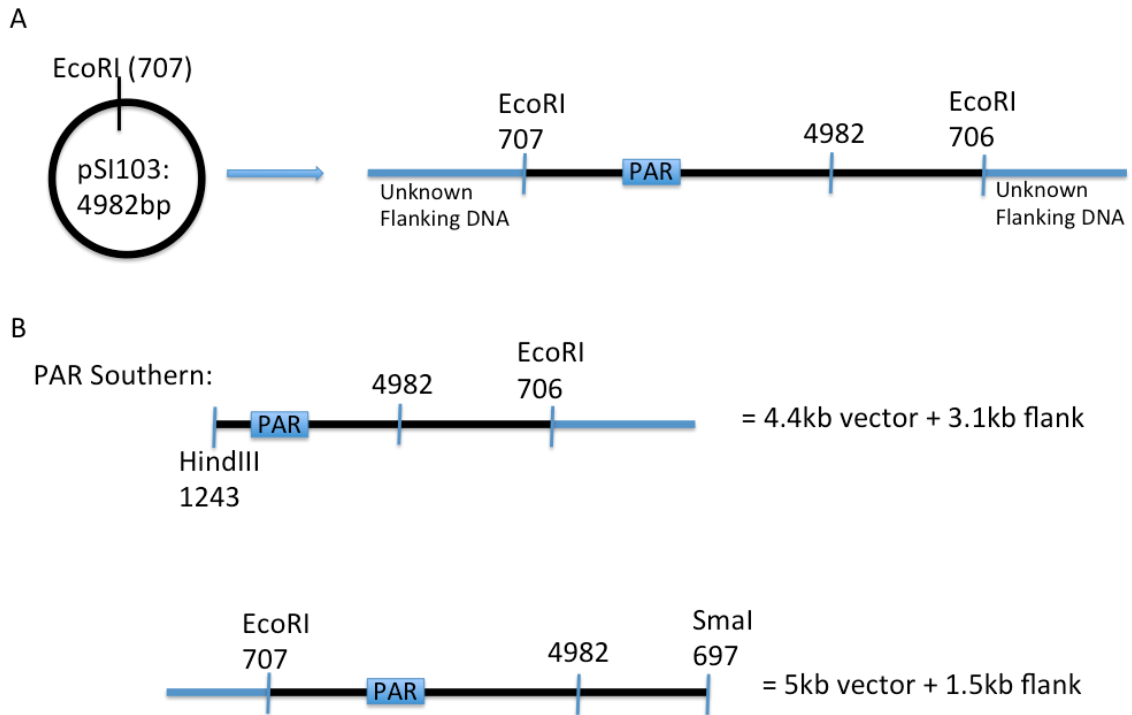 A
EcoRI (707)
pSI103:
4982bp
EcoRI
707
PAR
4982
EcoRI
706
Unknown
Flanking DNA
Unknown
Flanking DNA
B
PAR Southern:
HindIII
1243
PAR
4982
EcoRI
706
= 4.4kb vector + 3.1kb flank
EcoRI
707
PAR
4982
SmaI
697
= 5kb vector + 1.5kb flank